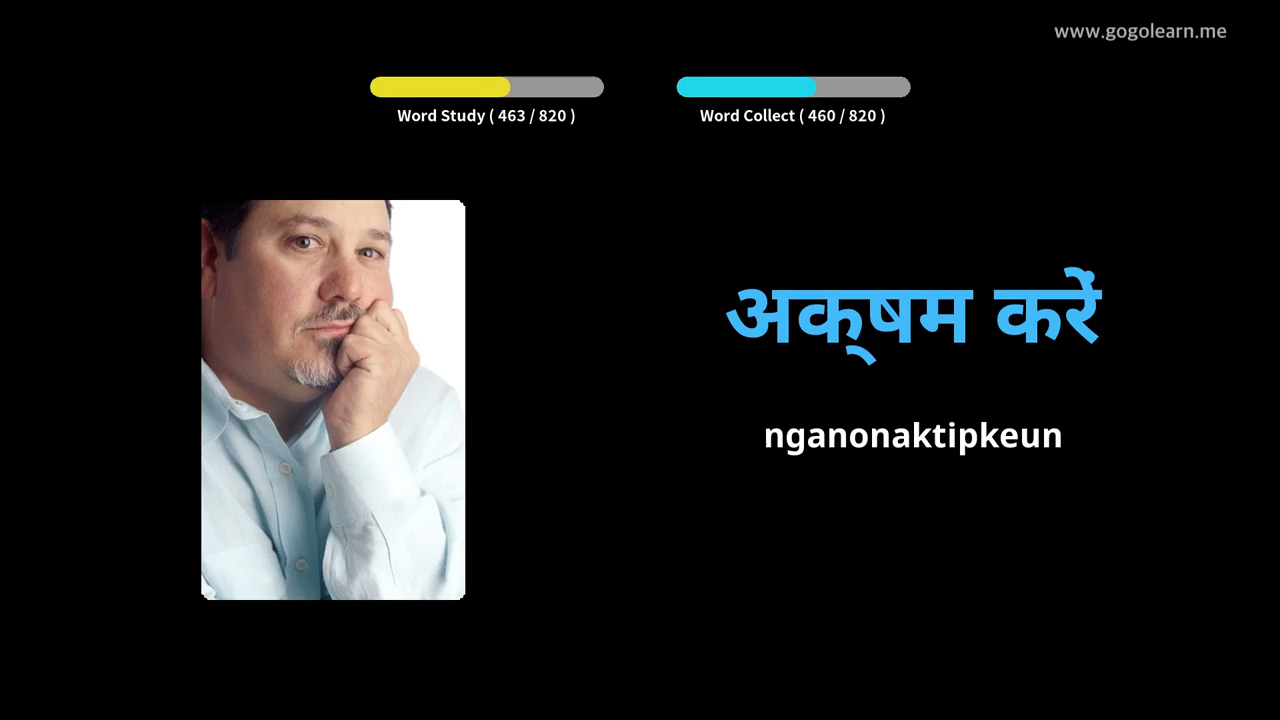 www.gogolearn.me
Word Study ( 463 / 820 )
Word Collect ( 460 / 820 )
अक्‌षम करें
nganonaktipkeun